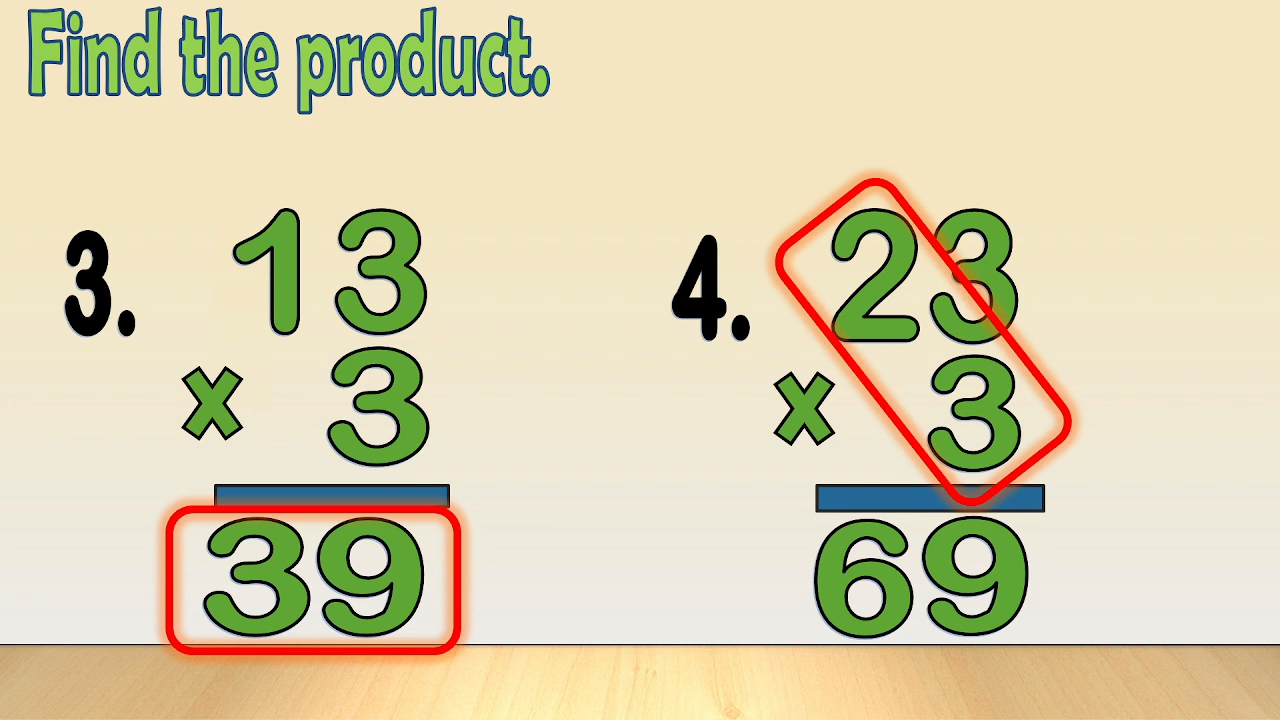 Find the product.
3. 13
x 3
39
4. 23
x 3
69